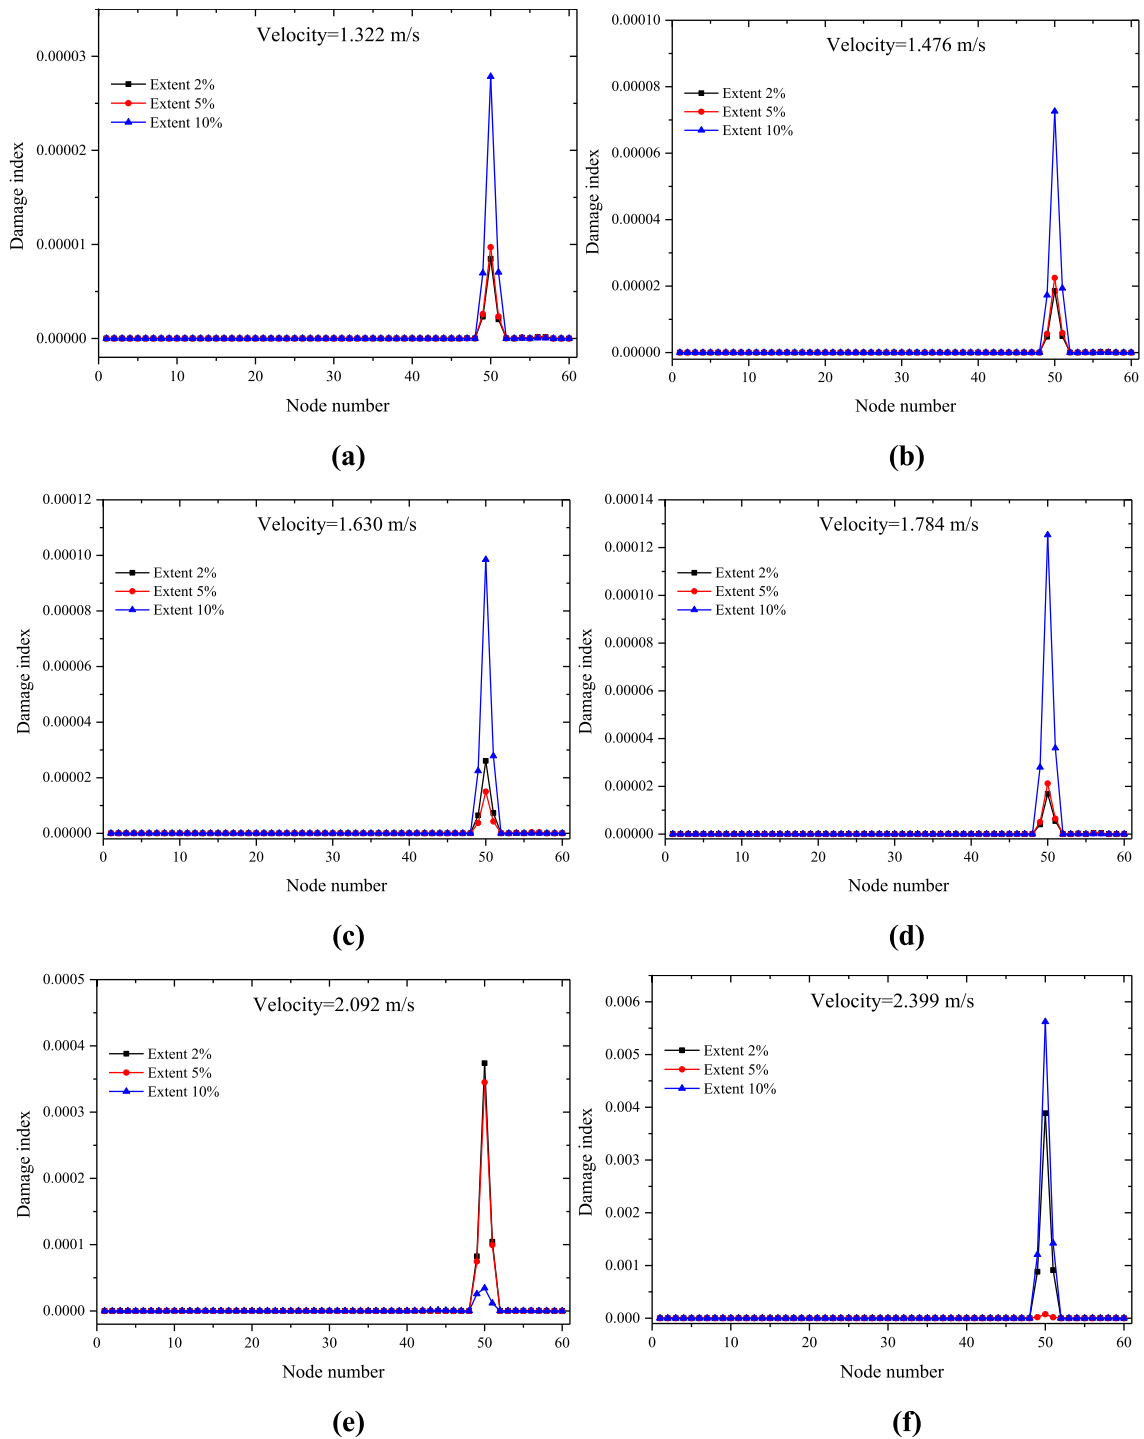 Velocity=1.322 m/s
Extent 2%
Extent 5%
Extent 10%
0.00003
0.00002
0.00001
0.00000
Damage index
0 10 20 30 40 50 60
Node number
(a)
Velocity=1.476 m/s
Extent 2%
Extent 5%
Extent 10%
0.00010
0.00008
0.00006
0.00004
0.00002
0.00000
Damage index
0 10 20 30 40 50 60
Node number
(b)
Velocity=1.630 m/s
Extent 2%
Extent 5%
Extent 10%
0.00012
0.00010
0.00008
0.00006
0.00004
0.00002
0.00000
Damage index
0 10 20 30 40 50 60
Node number
(c)
Velocity=1.784 m/s
Extent 2%
Extent 5%
Extent 10%
0.00014
0.00012
0.00010
0.00008
0.00006
0.00004
0.00002
0.00000
Damage index
0 10 20 30 40 50 60
Node number
(d)
Velocity=2.092 m/s
Extent 2%
Extent 5%
Extent 10%
0.0005
0.0004
0.0003
0.0002
0.0001
0.0000
Damage index
0 10 20 30 40 50 60
Node number
(e)
Velocity=2.399 m/s
Extent 2%
Extent 5%
Extent 10%
0.006
0.005
0.004
0.003
0.002
0.001
0.000
Damage index
0 10 20 30 40 50 60
Node number
(f)